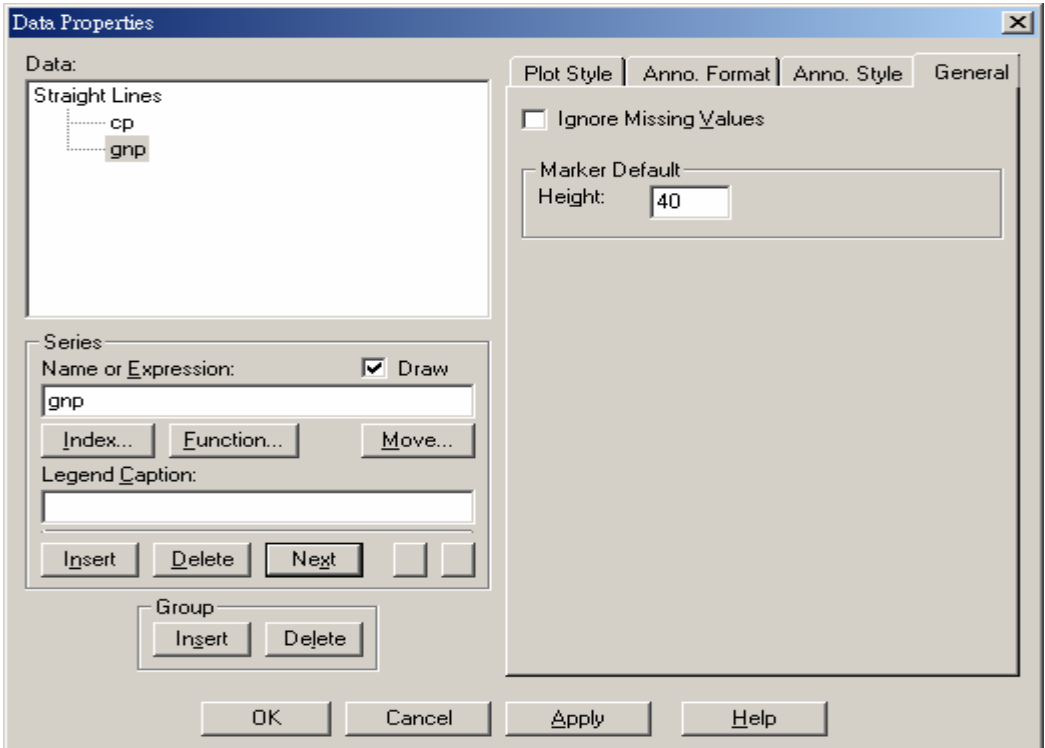 Data Properties
Data:
Straight Lines
cp
gnp
Series
Name or Expression:
Draw
gnp
Index...
Function...
Move...
Legend Caption:
Insert
Delete
Next
Group
Insert
Delete
Plot Style
Anno. Format
Anno. Style
General
Ignore Missing Values
Marker Default
Height:
40
OK
Cancel
Apply
Help